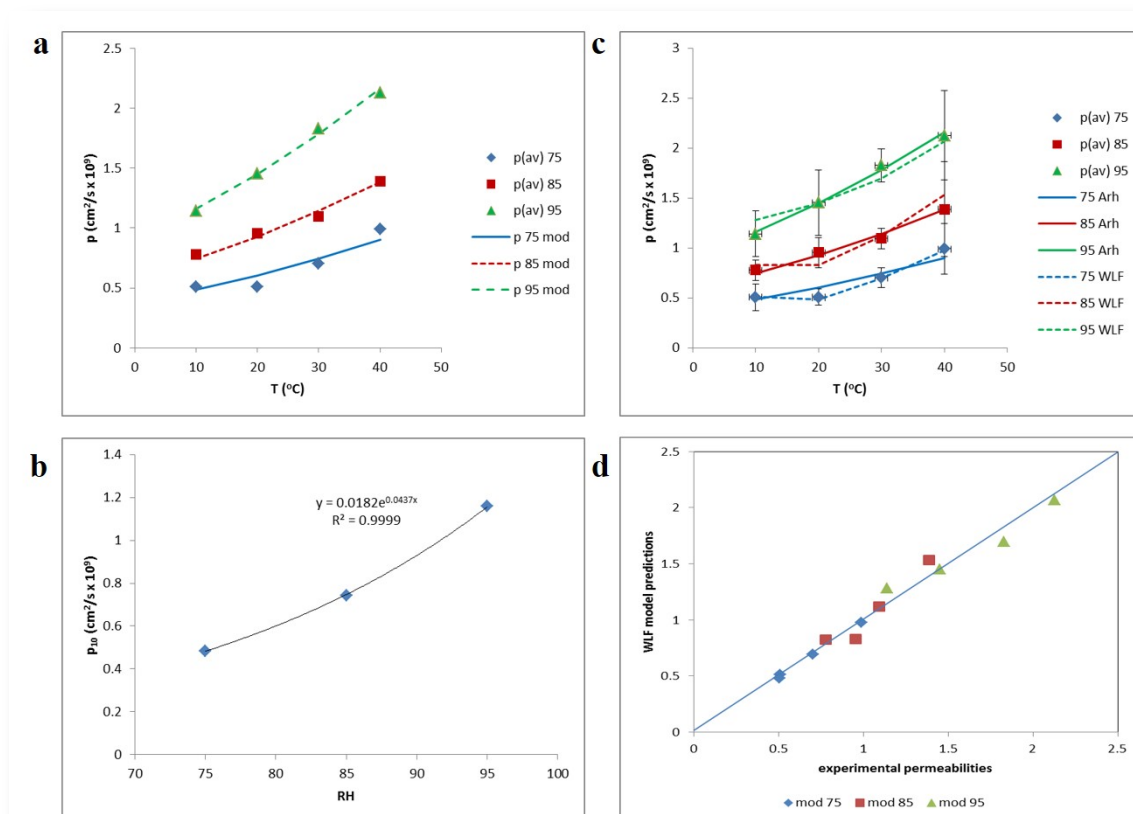 a
2.5
2
1.5
1
0.5
0
0 10 20 30 40 50
p (cm²/s x 10⁹)
T (°C)
p(av) 75
p(av) 85
p(av) 95
p 75 mod
p 85 mod
p 95 mod
c
3
2.5
2
1.5
1
0.5
0
0 10 20 30 40 50
p (cm²/s x 10⁹)
T (°C)
p(av) 75
p(av) 85
p(av) 95
75 Arh
85 Arh
95 Arh
75 WLF
85 WLF
95 WLF
b
1.4
1.2
1
0.8
0.6
0.4
0.2
0
70 75 80 85 90 95 100
p₁₀ (cm²/s x 10⁹)
RH
y = 0.0182e^0.0437x
R² = 0.9999
d
2.5
2
1.5
1
0.5
0
0 0.5 1 1.5 2 2.5
WLF model predictions
experimental permeabilities
mod 75 mod 85 mod 95